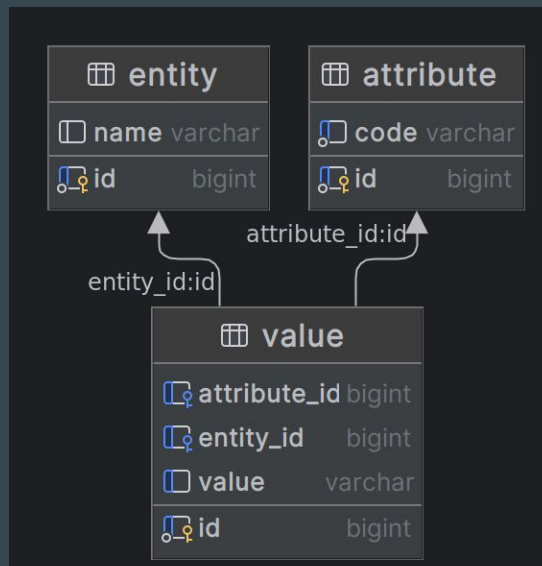 entity
name varchar
id bigint
attribute
code varchar
id bigint
attribute_id:id
entity_id:id
value
attribute_id bigint
entity_id bigint
value varchar
id bigint